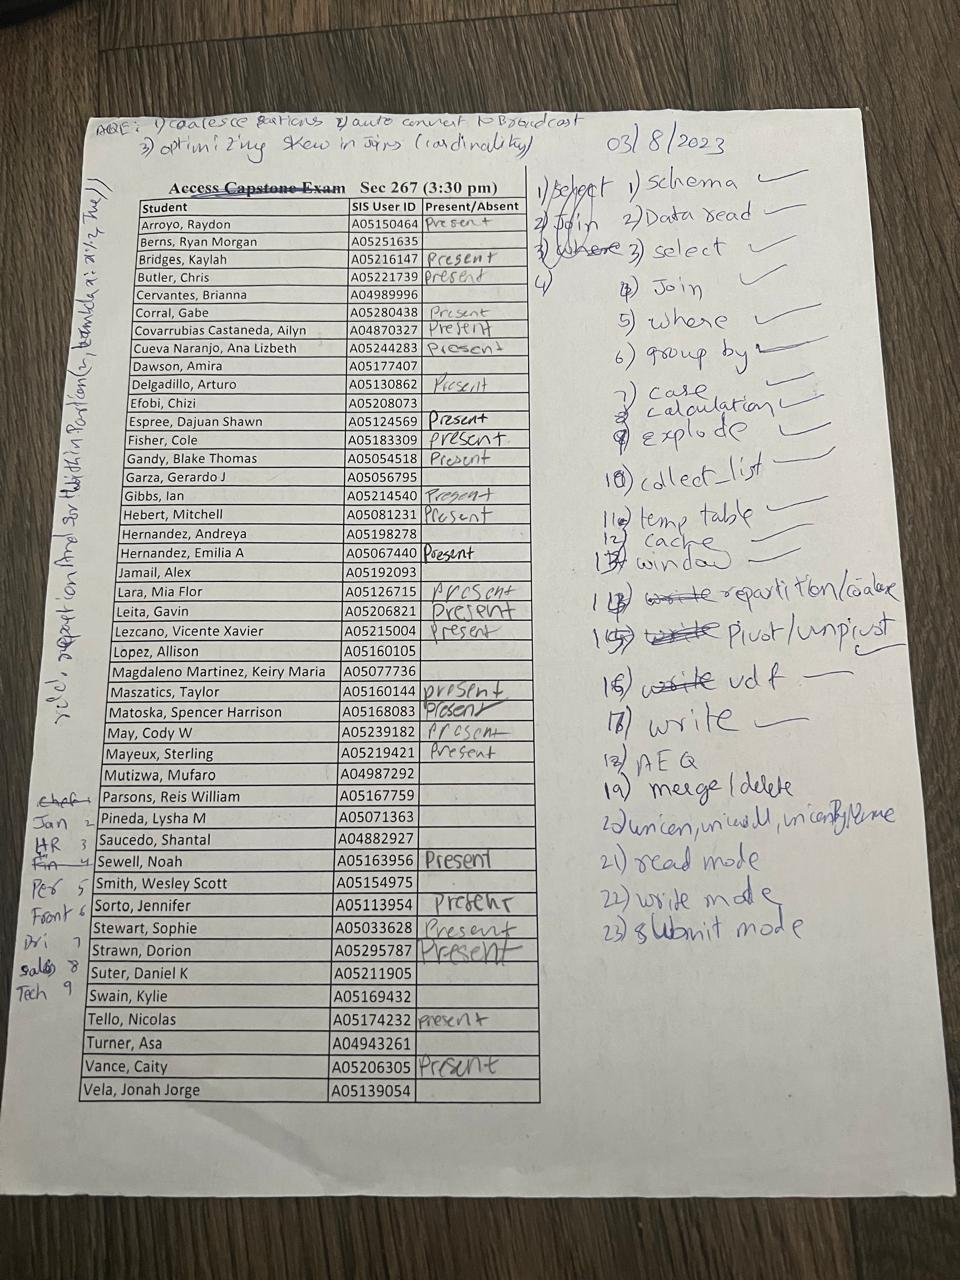 AQE: 1) coalesce partions 2) auto convert to Broadcast
3) optimizing skew in Joins (cardinality)
03/8/2023
Access Capstone Exam Sec 267 (3:30 pm)
Student SIS User ID Present/Absent
Arroyo, Raydon A05150464 Present
Berns, Ryan Morgan A05251635
Bridges, Kaylah A05216147 Present
Butler, Chris A05221739 present
Cervantes, Brianna A04989996
Corral, Gabe A05280438 Present
Covarrubias Castaneda, Ailyn A04870327 Present
Cueva Naranjo, Ana Lizbeth A05244283 Present
Dawson, Amira A05177407
Delgadillo, Arturo A05130862 Present
Efobi, Chizi A05208073
Espree, Dajuan Shawn A05124569 Present
Fisher, Cole A05183309 present
Gandy, Blake Thomas A05054518 Present
Garza, Gerardo J A05056795
Gibbs, Ian A05214540 Present
Hebert, Mitchell A05081231 Present
Hernandez, Andreya A05198278
Hernandez, Emilia A A05067440 Present
Jamail, Alex A05192093
Lara, Mia Flor A05126715 Present
Leita, Gavin A05206821 Present
Lezcano, Vicente Xavier A05215004 Present
Lopez, Allison A05160105
Magdaleno Martinez, Keiry Maria A05077736
Maszatics, Taylor A05160144 present
Matoska, Spencer Harrison A05168083 Present
May, Cody W A05239182 Present
Mayeux, Sterling A05219421 Present
Mutizwa, Mufaro A04987292
Parsons, Reis William A05167759
Pineda, Lysha M A05071363
Saucedo, Shantal A04882927
Sewell, Noah A05163956 Present
Smith, Wesley Scott A05154975
Sorto, Jennifer A05113954 Present
Stewart, Sophie A05033628 Present
Strawn, Dorion A05295787 Present
Suter, Daniel K A05211905
Swain, Kylie A05169432
Tello, Nicolas A05174232 present
Turner, Asa A04943261
Vance, Caity A05206305 Present
Vela, Jonah Jorge A05139054
1) select
2) Join
3) where
4)
1) schema
2) Data read
3) select
4) Join
5) where
6) group by
7) case
8 calculation
9 explode
10) collect_list
11) temp table
12) cache
13) window
14) write repartition/coalesce
15) write pivot/unpivot
16) write udf
17) write
18) AEQ
19) merge/delete
20) union, unionAll, unionByName
21) read mode
22) write mode
23) submit mode
chef 1
Jan 2
HR 3
Fin 4
Per 5
Front 6
Dri 7
sales 8
Tech 9